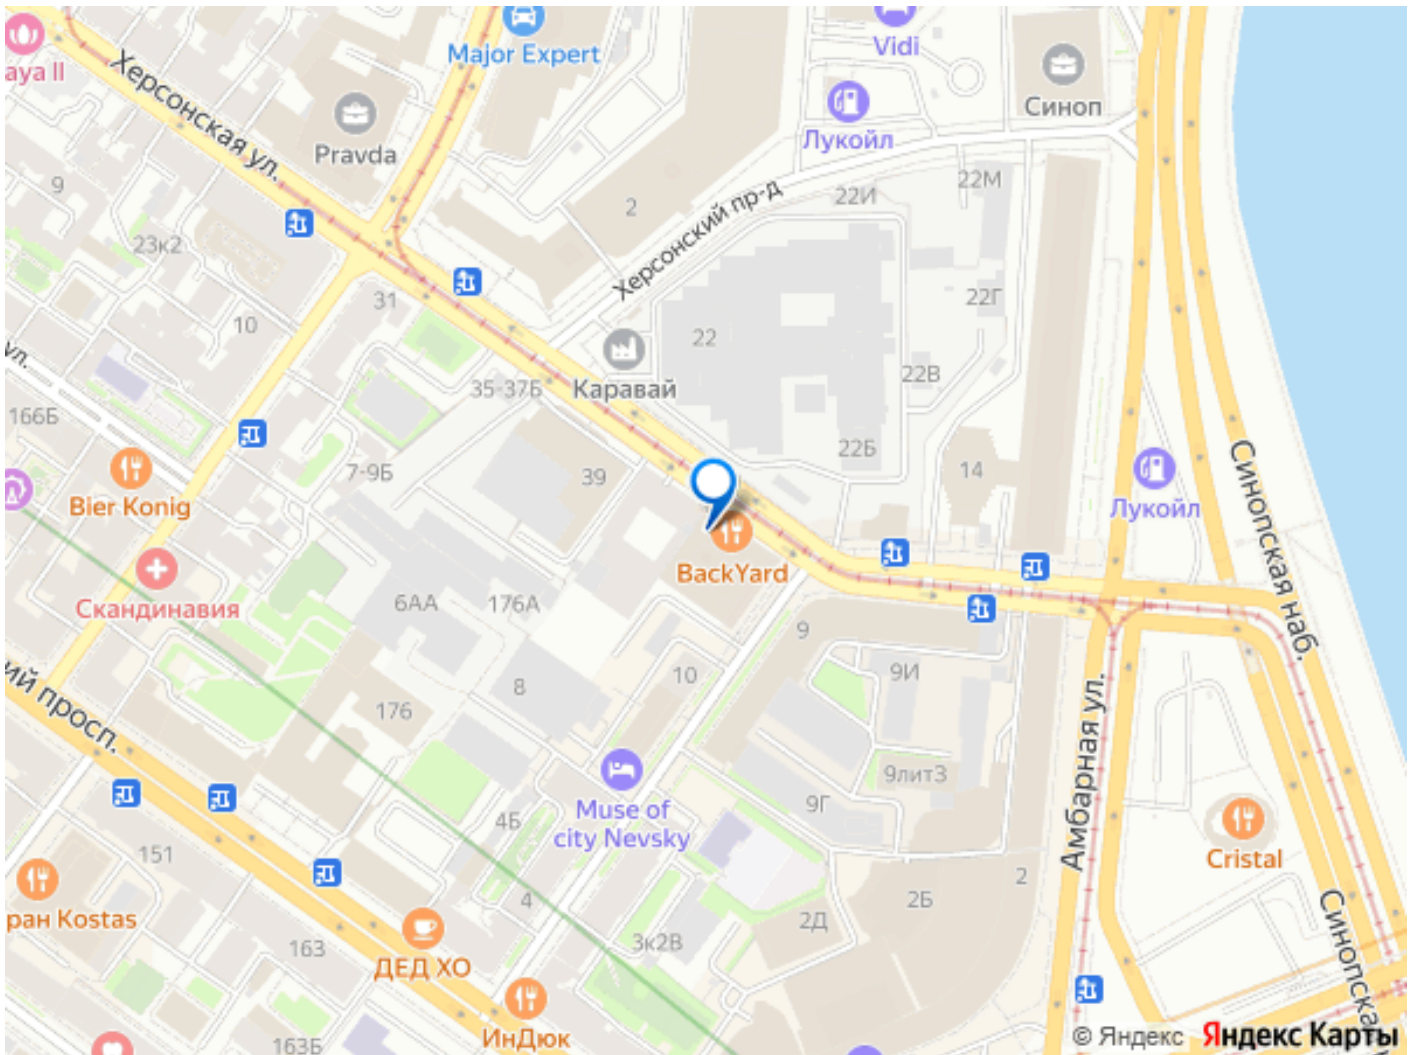 aya II
Major Expert
Vidi
Синоп
Лукойл
Херсонская ул.
Pravda
9
2
22И
22М
Херсонский пр-д
23к2
31
10
22Г
22
22В
Каравай
35-37Б
ул.
166Б
7-9Б
39
22Б
14
Bier Konig
Лукойл
Синопская наб.
BackYard
Скандинавия
6АА
176А
9
9И
10
8
ий просп.
176
Амбарная ул.
9лит3
Muse of
city Nevsky
9Г
4Б
151
Cristal
2
2Б
4
2Д
ран Kostas
163
3к2В
ДЕД ХО
Синопска
ИнДюк
163Б
© Яндекс Яндекс Карты